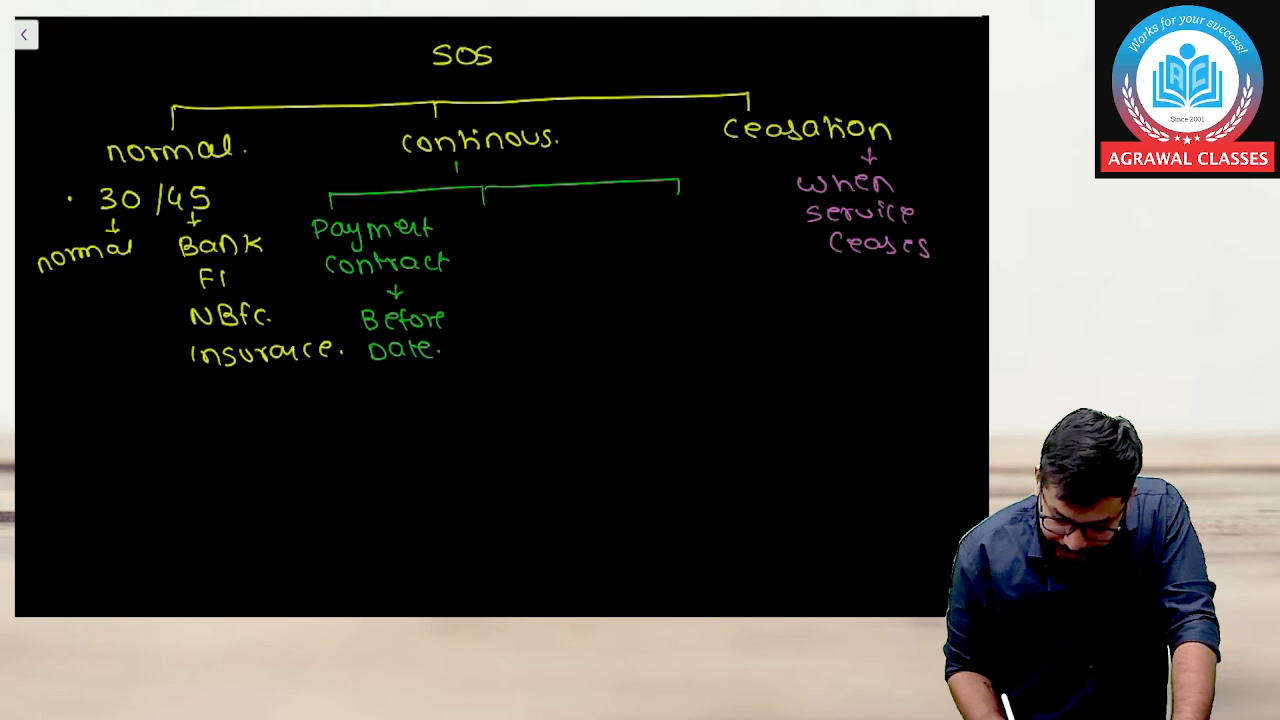 SOS
normal.
continous.
Ceasation
30 / 45
normal
Bank
FI
NBFC.
Insurance.
Payment
contract
Before
Date.
when
service
ceases
Works for your success!
AC
Since 2001
AGRAWAL CLASSES